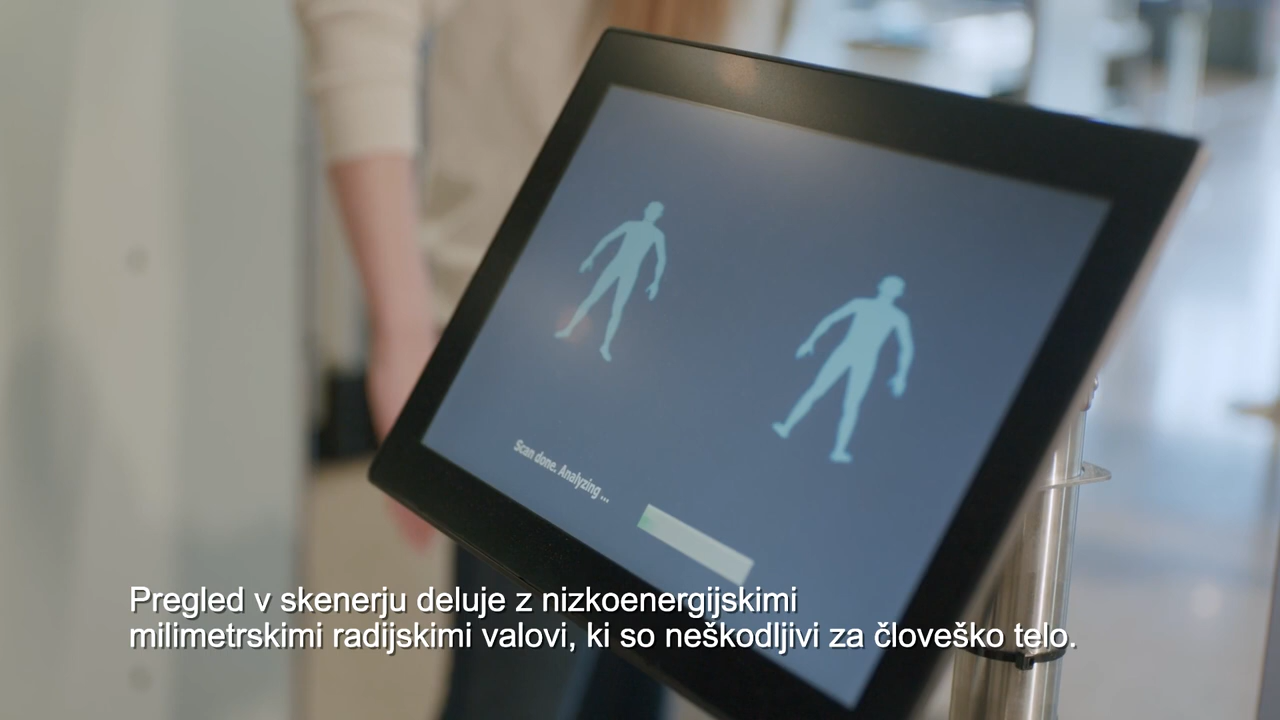 Scan done. Analyzing ...
Pregled v skenerju deluje z nizkoenergijskimi
milimetrskimi radijskimi valovi, ki so neškodljivi za človeško telo.